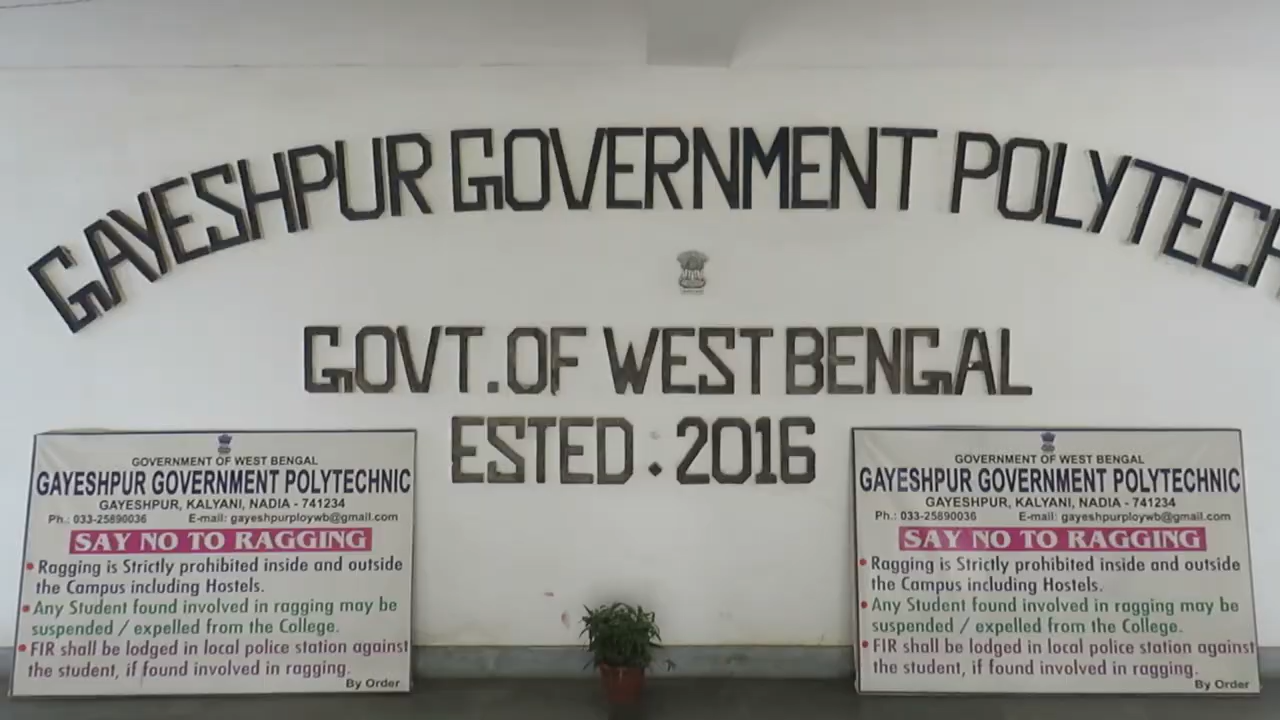 GAYESHPUR GOVERNMENT POLYTECH
GOVT. OF WEST BENGAL
ESTED : 2016
GOVERNMENT OF WEST BENGAL
GAYESHPUR GOVERNMENT POLYTECHNIC
GAYESHPUR, KALYANI, NADIA - 741234
Ph.: 033-25890036 E-mail: gayeshpurploywb@gmail.com
SAY NO TO RAGGING
• Ragging is Strictly prohibited inside and outside
the Campus including Hostels.
• Any Student found involved in ragging may be
suspended / expelled from the College.
• FIR shall be lodged in local police station against
the student, if found involved in ragging.
By Order
GOVERNMENT OF WEST BENGAL
GAYESHPUR GOVERNMENT POLYTECHNIC
GAYESHPUR, KALYANI, NADIA - 741234
Ph.: 033-25890036 E-mail: gayeshpurploywb@gmail.com
SAY NO TO RAGGING
• Ragging is Strictly prohibited inside and outside
the Campus including Hostels.
• Any Student found involved in ragging may be
suspended / expelled from the College.
• FIR shall be lodged in local police station against
the student, if found involved in ragging.
By Order